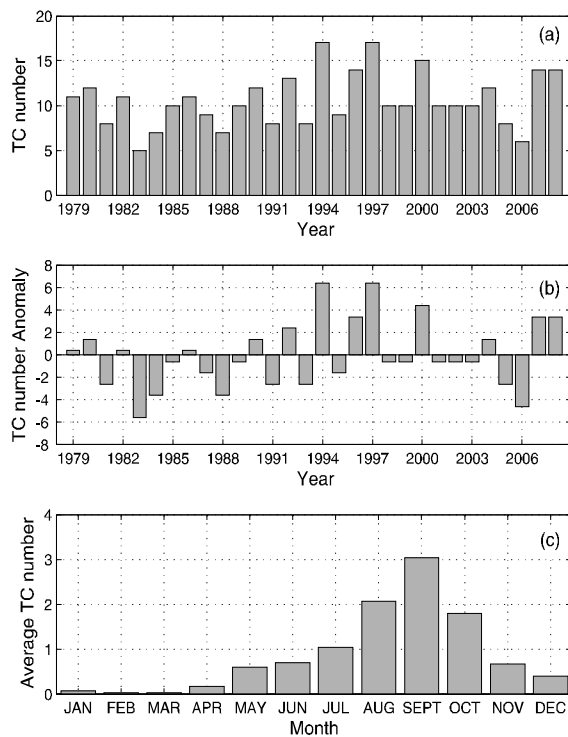 (a)
TC number
20
15
10
5
0
1979 1982 1985 1988 1991 1994 1997 2000 2003 2006
Year
(b)
TC number Anomaly
8
6
4
2
0
-2
-4
-6
-8
1979 1982 1985 1988 1991 1994 1997 2000 2003 2006
Year
(c)
Average TC number
4
3
2
1
0
JAN FEB MAR APR MAY JUN JUL AUG SEPT OCT NOV DEC
Month